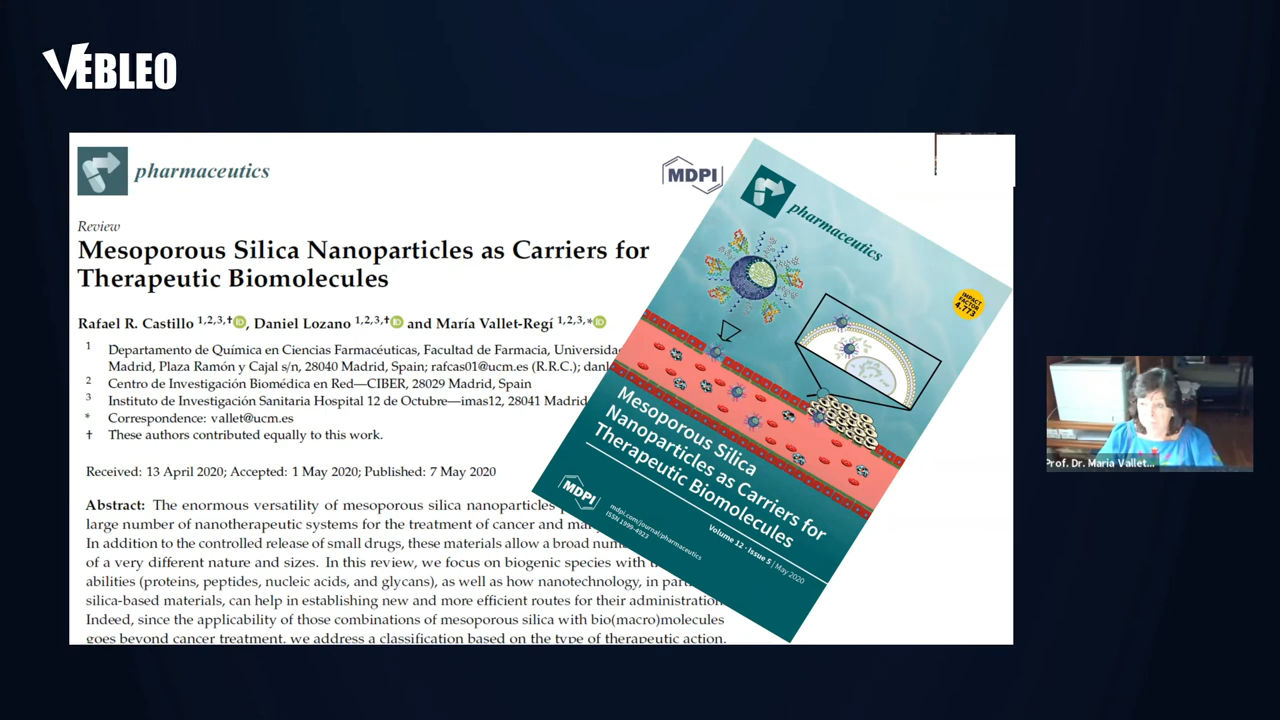 VEBLEO
pharmaceutics
MDPI
Review
Mesoporous Silica Nanoparticles as Carriers for
Therapeutic Biomolecules
Rafael R. Castillo 1,2,3,†, Daniel Lozano 1,2,3,† and María Vallet-Regí 1,2,3,*
1 Departamento de Química en Ciencias Farmacéuticas, Facultad de Farmacia,
Madrid, Plaza Ramón y Cajal s/n, 28040 Madrid, Spain; rafcas01@ucm.es (R.R.C.);
2 Centro de Investigación Biomédica en Red—CIBER, 28029 Madrid, Spain
3 Instituto de Investigación Sanitaria Hospital 12 de Octubre—imas12, 28041 Madrid
* Correspondence: vallet@ucm.es
† These authors contributed equally to this work.
Received: 13 April 2020; Accepted: 1 May 2020; Published: 7 May 2020
Abstract: The enormous versatility of mesoporous silica nanoparticles
large number of nanotherapeutic systems for the treatment of cancer and
In addition to the controlled release of small drugs, these materials allow a broad
of a very different nature and sizes. In this review, we focus on biogenic species with
abilities (proteins, peptides, nucleic acids, and glycans), as well as how nanotechnology, in
silica-based materials, can help in establishing new and more efficient routes for their administration.
Indeed, since the applicability of those combinations of mesoporous silica with bio(macro)molecules
goes beyond cancer treatment, we address a classification based on the type of therapeutic action.
pharmaceutics
IMPACT
FACTOR
4.773
Mesoporous Silica
Nanoparticles as Carriers for
Therapeutic Biomolecules
MDPI
mdpi.com/journal/pharmaceutics
ISSN 1999-4923
Volume 12 · Issue 5 | May 2020
Prof. Dr. Maria Vallet...